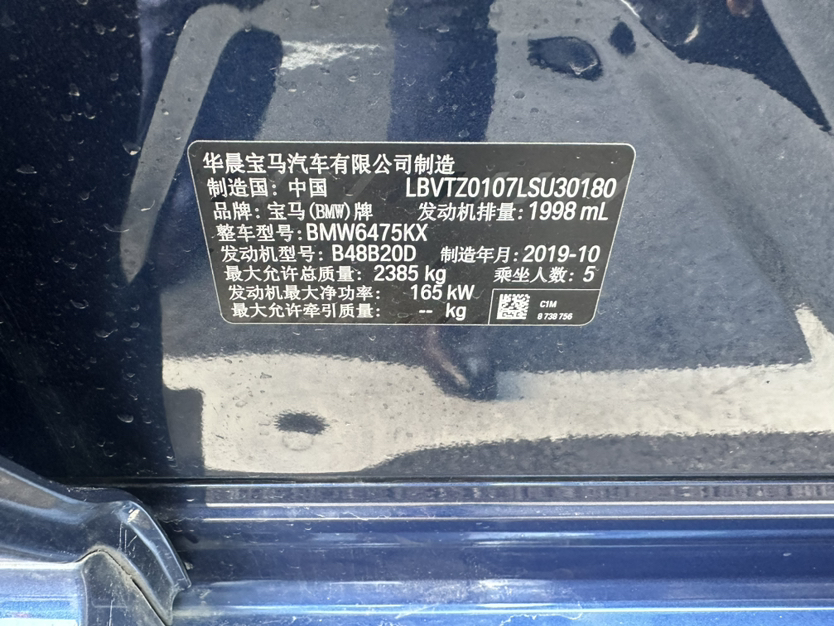 华晨宝马汽车有限公司制造
制造国：中国 LBVTZ0107LSU30180
品牌：宝马(BMW)牌 发动机排量：1998 mL
整车型号：BMW6475KX
发动机型号：B48B20D 制造年月：2019-10
最大允许总质量：2385 kg 乘坐人数：5
发动机最大净功率：165 kW
最大允许牵引质量：-- kg
C1M
8 738 756